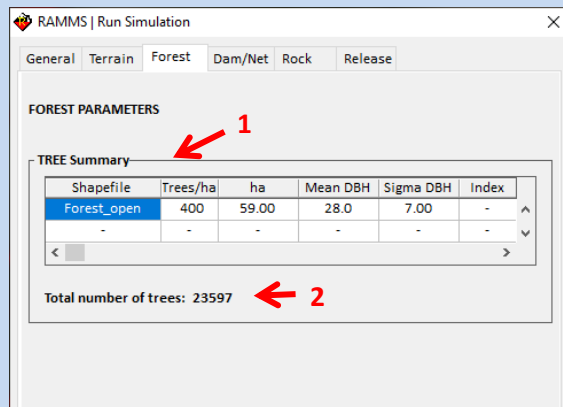 RAMMS | Run Simulation
General Terrain Forest Dam/Net Rock Release
FOREST PARAMETERS
1
TREE Summary
Shapefile Trees/ha ha Mean DBH Sigma DBH Index
Forest_open 400 59.00 28.0 7.00 -
- - - - - -
Total number of trees: 23597
2